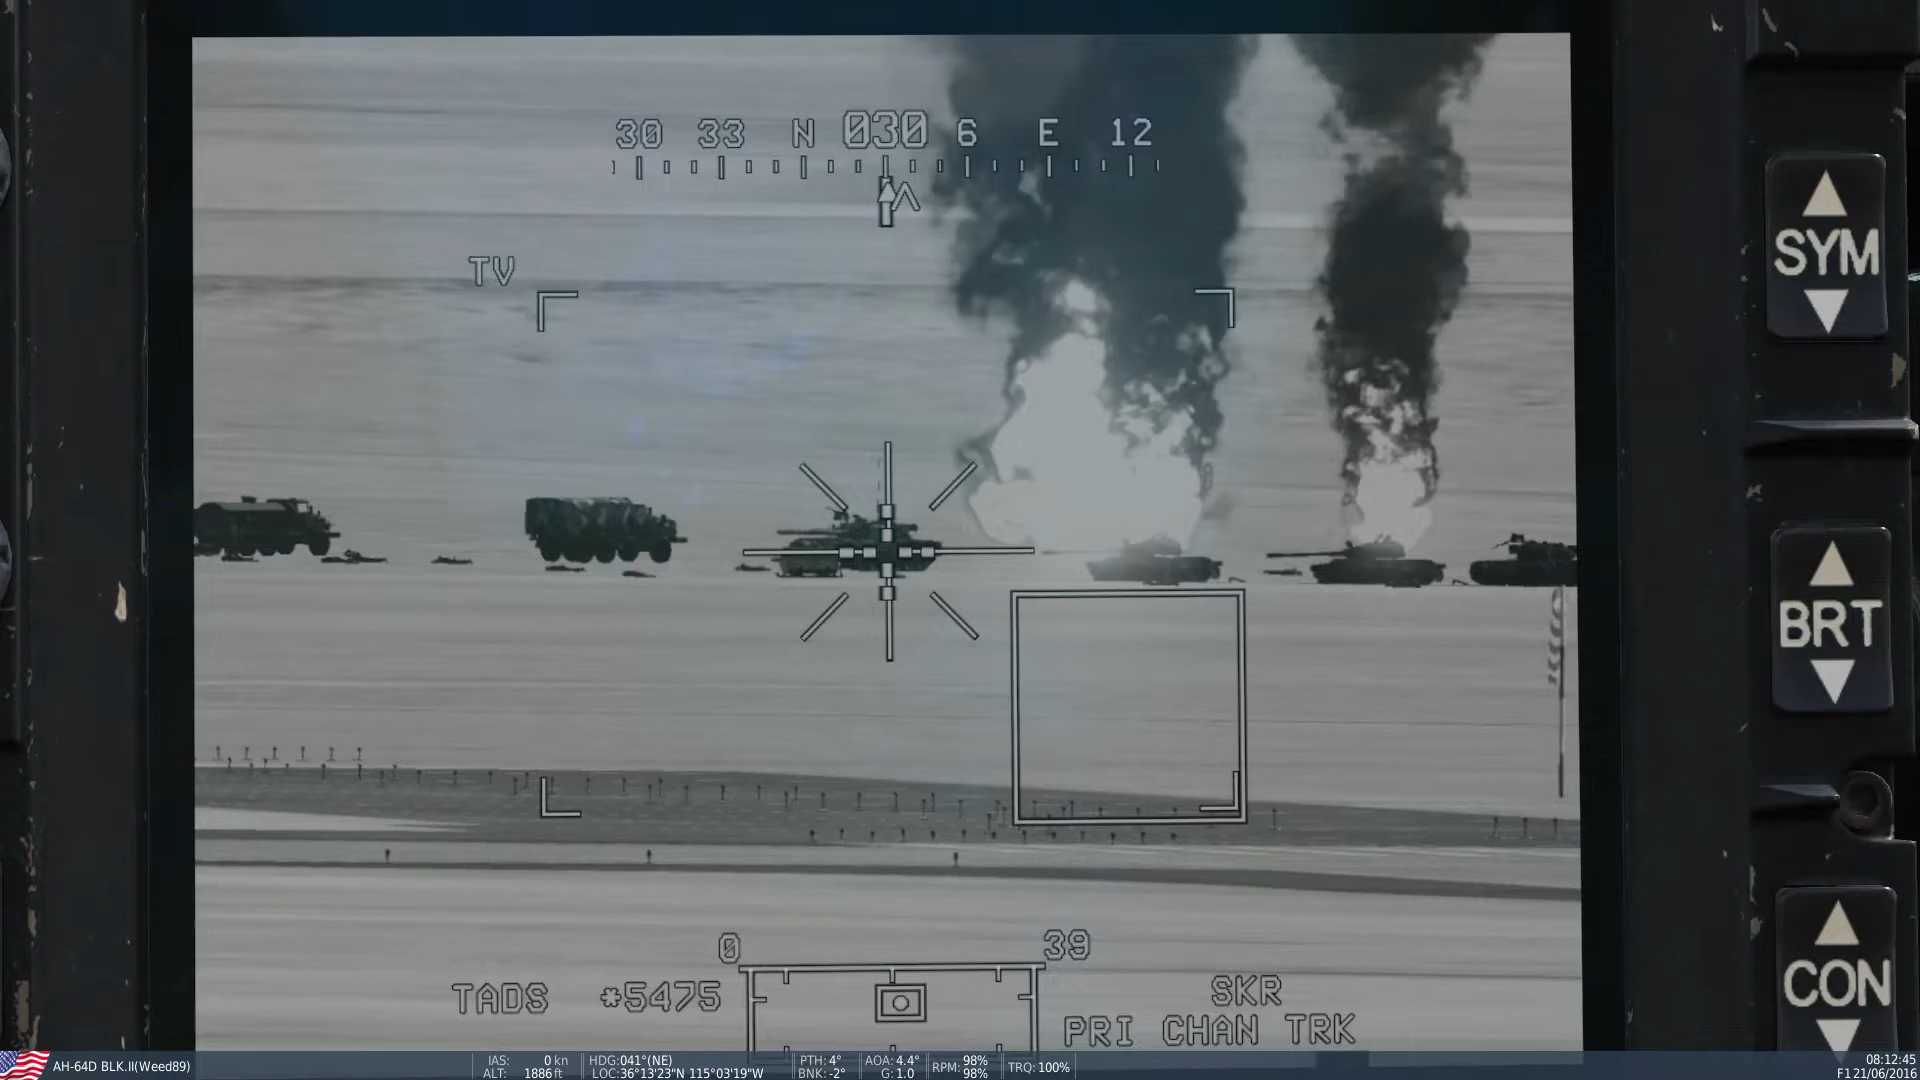 30 33 N 030 6 E 12
TV
SYM
BRT
CON
0 39
TADS *5475
SKR
PRI CHAN TRK
AH-64D BLK.II(Weed89)
IAS: 0 kn
ALT: 1886 ft
HDG:041°(NE)
LOC:36°13'23"N 115°03'19"W
PTH: 4°
BNK: -2°
AOA: 4.4°
G: 1.0
RPM: 98%
98%
TRQ: 100%
08:12:45
F1 21/06/2016